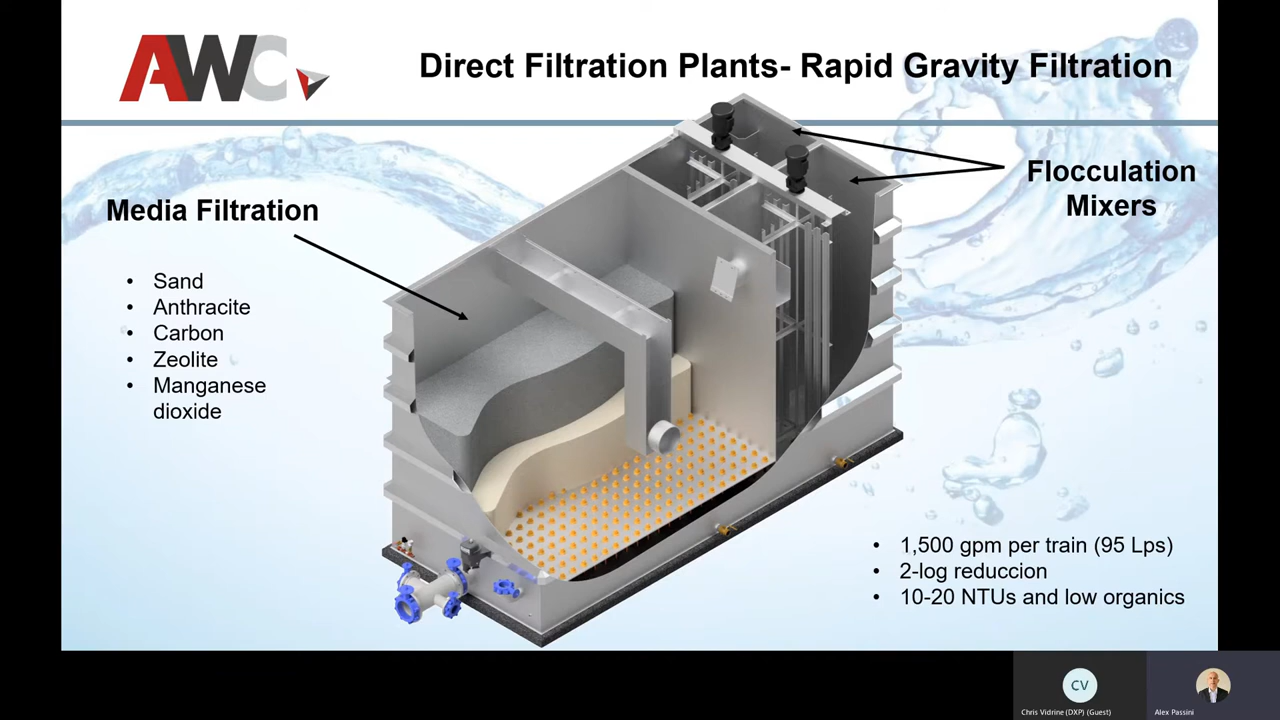 AWC
Direct Filtration Plants- Rapid Gravity Filtration
Flocculation
Mixers
Media Filtration
• Sand
• Anthracite
• Carbon
• Zeolite
• Manganese
dioxide
• 1,500 gpm per train (95 Lps)
• 2-log reduccion
• 10-20 NTUs and low organics
CV
Chris Vidrine (DXP) (Guest)
Alex Passini